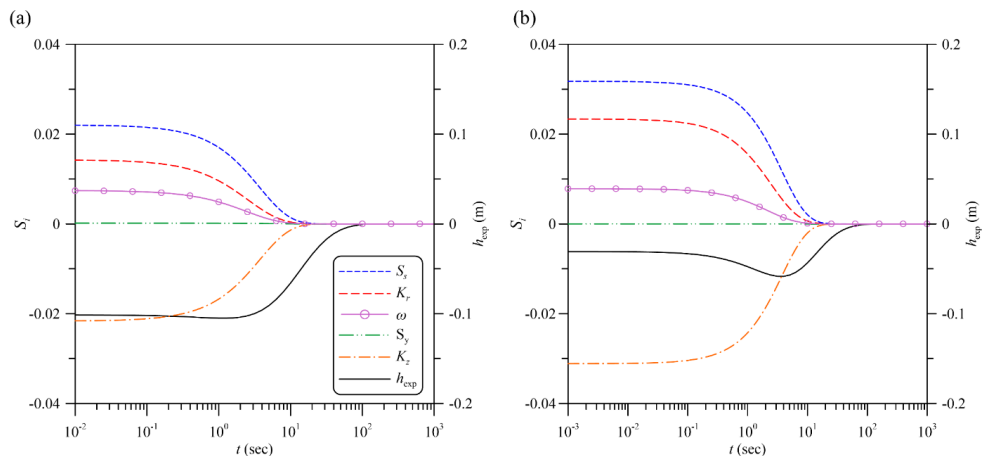 (a)
(b)
0.04
0.02
0
-0.02
-0.04
S_i
0.2
0.1
0
-0.1
-0.2
h_exp (m)
S_s
K_r
ω
S_y
K_z
h_exp
10^-2 10^-1 10^0 10^1 10^2 10^3
t (sec)
0.04
0.02
0
-0.02
-0.04
S_i
0.2
0.1
0
-0.1
-0.2
h_exp (m)
10^-3 10^-2 10^-1 10^0 10^1 10^2 10^3
t (sec)